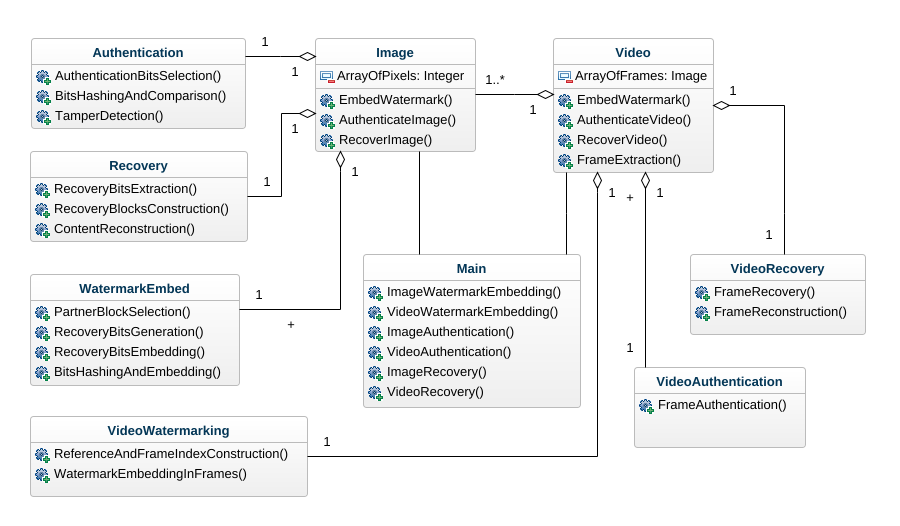 Authentication
AuthenticationBitsSelection()
BitsHashingAndComparison()
TamperDetection()
1
1
Image
ArrayOfPixels: Integer
EmbedWatermark()
AuthenticateImage()
RecoverImage()
1..*
1
Video
ArrayOfFrames: Image
EmbedWatermark()
AuthenticateVideo()
RecoverVideo()
FrameExtraction()
1
1
Recovery
RecoveryBitsExtraction()
RecoveryBlocksConstruction()
ContentReconstruction()
1
1
1
+
1
1
WatermarkEmbed
PartnerBlockSelection()
RecoveryBitsGeneration()
RecoveryBitsEmbedding()
BitsHashingAndEmbedding()
1
+
Main
ImageWatermarkEmbedding()
VideoWatermarkEmbedding()
ImageAuthentication()
VideoAuthentication()
ImageRecovery()
VideoRecovery()
VideoRecovery
FrameRecovery()
FrameReconstruction()
1
VideoAuthentication
FrameAuthentication()
VideoWatermarking
ReferenceAndFrameIndexConstruction()
WatermarkEmbeddingInFrames()
1